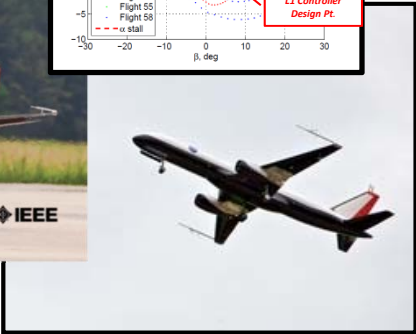 -5
Flight 55
Flight 58
α stall
-10
-30 -20 -10 0 10 20 30
β, deg
L1 Controller
Design Pt.
IEEE